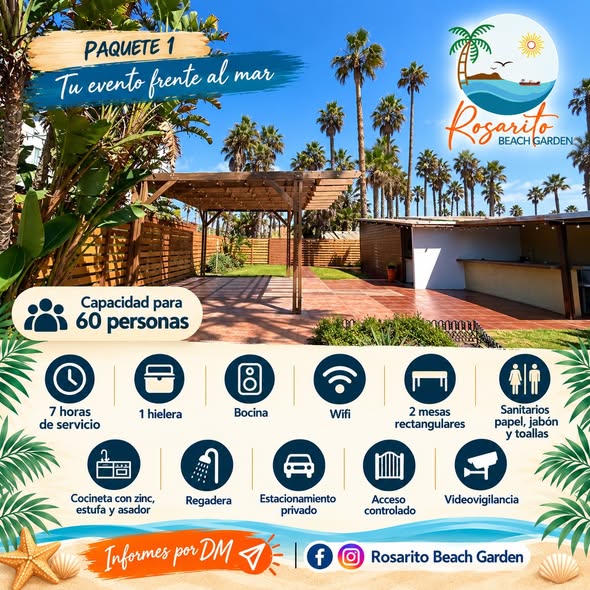 PAQUETE 1
Tu evento frente al mar
Rosarito
BEACH GARDEN
Capacidad para
60 personas
7 horas
de servicio
1 hielera
Bocina
Wifi
2 mesas
rectangulares
Sanitarios
papel, jabón
y toallas
Cocineta con zinc,
estufa y asador
Regadera
Estacionamiento
privado
Acceso
controlado
Videovigilancia
Informes por DM
Rosarito Beach Garden